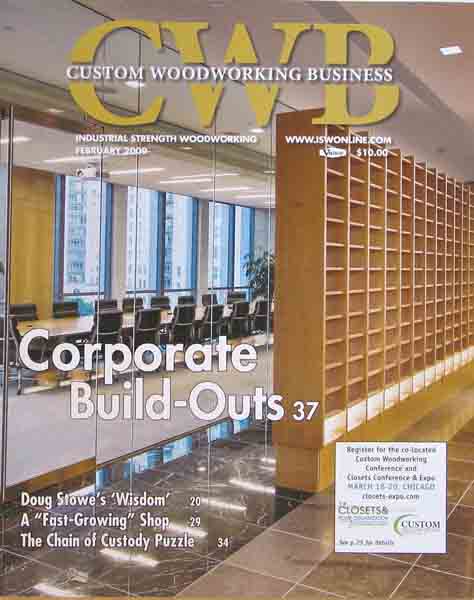 CWB
CUSTOM WOODWORKING BUSINESS
INDUSTRIAL STRENGTH WOODWORKING
FEBRUARY 2009
WWW.ISWONLINE.COM
$10.00
Corporate
Build-Outs 37
Doug Stowe's 'Wisdom' 20
A "Fast-Growing" Shop 29
The Chain of Custody Puzzle 34
Register for the co-located
Custom Woodworking
Conference and
Closets Conference & Expo
MARCH 18-20, CHICAGO
closets-expo.com
CLOSETS&
CUSTOM
See p.25 for details